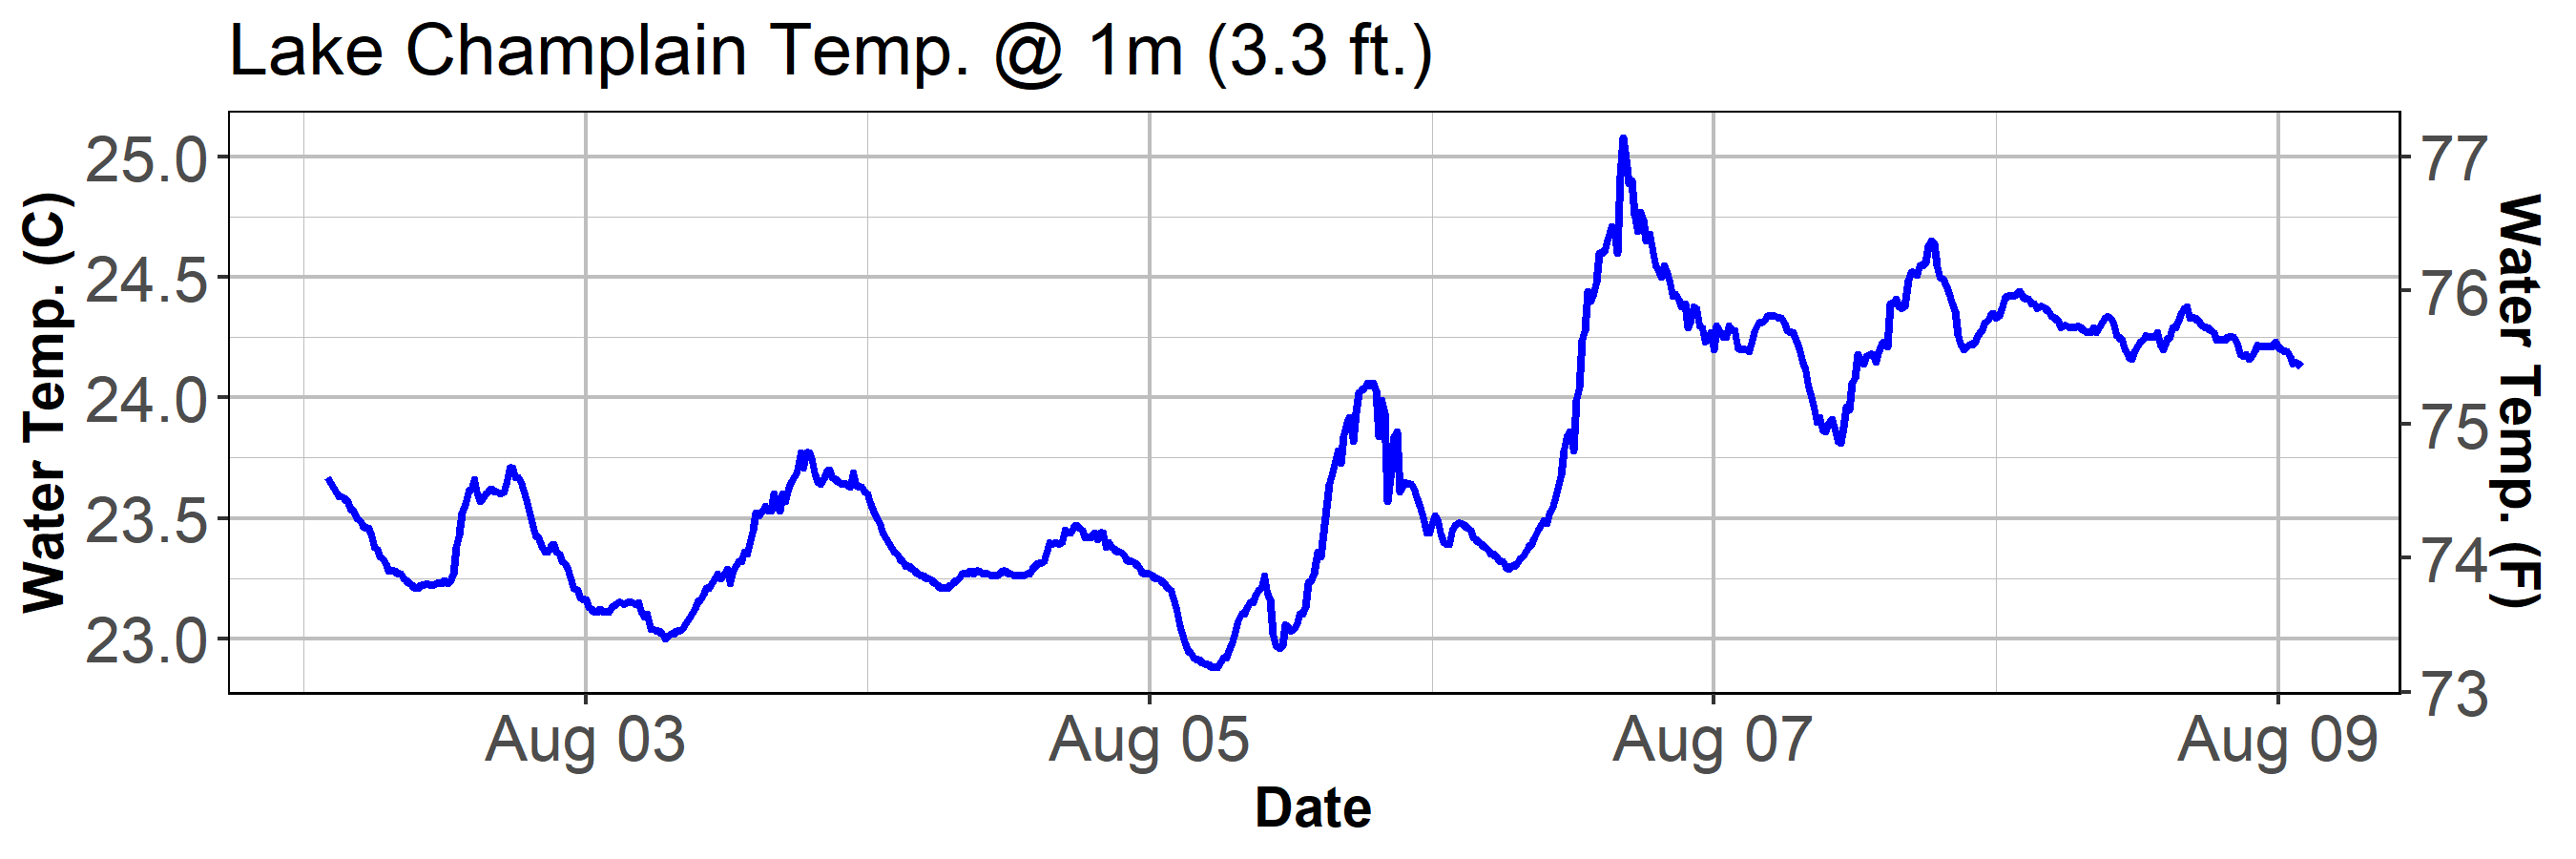 Lake Champlain Temp. @ 1m (3.3 ft.)
Water Temp. (C)
25.0
24.5
24.0
23.5
23.0
77
76
75
74
73
Water Temp. (F)
Aug 03 Aug 05 Aug 07 Aug 09
Date